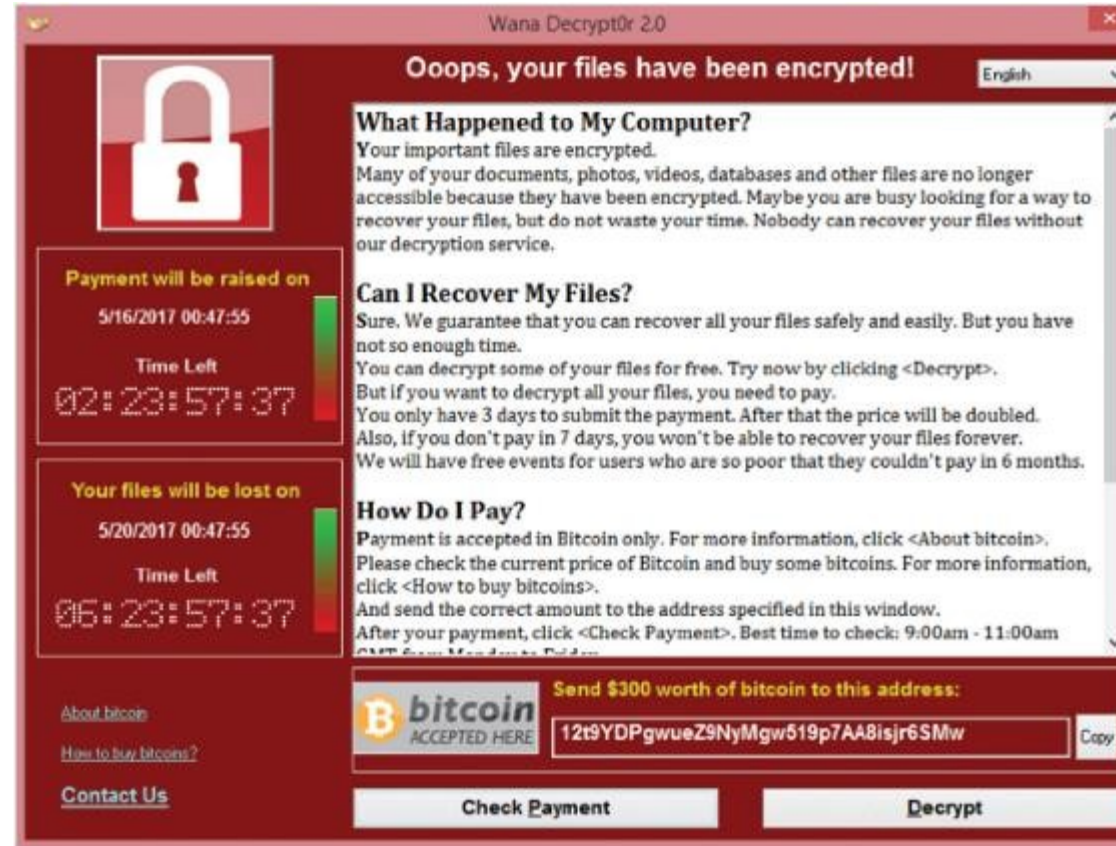 Wana Decrypt0r 2.0
Ooops, your files have been encrypted!
English
What Happened to My Computer?
Your important files are encrypted.
Many of your documents, photos, videos, databases and other files are no longer
accessible because they have been encrypted. Maybe you are busy looking for a way to
recover your files, but do not waste your time. Nobody can recover your files without
our decryption service.
Can I Recover My Files?
Sure. We guarantee that you can recover all your files safely and easily. But you have
not so enough time.
You can decrypt some of your files for free. Try now by clicking <Decrypt>.
But if you want to decrypt all your files, you need to pay.
You only have 3 days to submit the payment. After that the price will be doubled.
Also, if you don't pay in 7 days, you won't be able to recover your files forever.
We will have free events for users who are so poor that they couldn't pay in 6 months.
How Do I Pay?
Payment is accepted in Bitcoin only. For more information, click <About bitcoin>.
Please check the current price of Bitcoin and buy some bitcoins. For more information,
click <How to buy bitcoins>.
And send the correct amount to the address specified in this window.
After your payment, click <Check Payment>. Best time to check: 9:00am - 11:00am
GMT from Monday to Friday
Payment will be raised on
5/16/2017 00:47:55
Time Left
02:23:57:37
Your files will be lost on
5/20/2017 00:47:55
Time Left
06:23:57:37
About bitcoin
How to buy bitcoins?
Contact Us
bitcoin
ACCEPTED HERE
Send $300 worth of bitcoin to this address:
12t9YDPgwueZ9NyMgw519p7AA8isjr6SMw
Copy
Check Payment
Decrypt